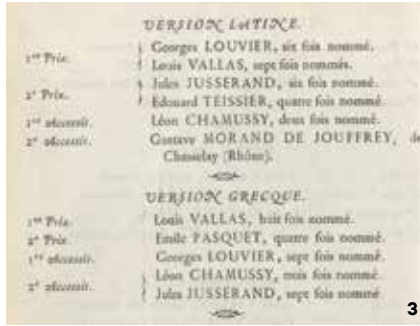 VERSION LATINE.
1er Prix. Georges LOUVIER, six fois nommé.
Louis VALLAS, sept fois nommés.
2e Prix. Jules JUSSERAND, six fois nommé.
Edouard TEISSIER, quatre fois nommé.
1er Accessit. Léon CHAMUSSY, deux fois nommé.
2e Accessit. Gustave MORAND DE JOUFFREY, de
Chasselay (Rhône).
VERSION GRECQUE.
1er Prix. Louis VALLAS, huit fois nommé.
2e Prix. Emile PASQUET, quatre fois nommé.
1er Accessit. Georges LOUVIER, sept fois nommé.
2e Accessit. Léon CHAMUSSY, trois fois nommé.
Jules JUSSERAND, sept fois nommé.
3